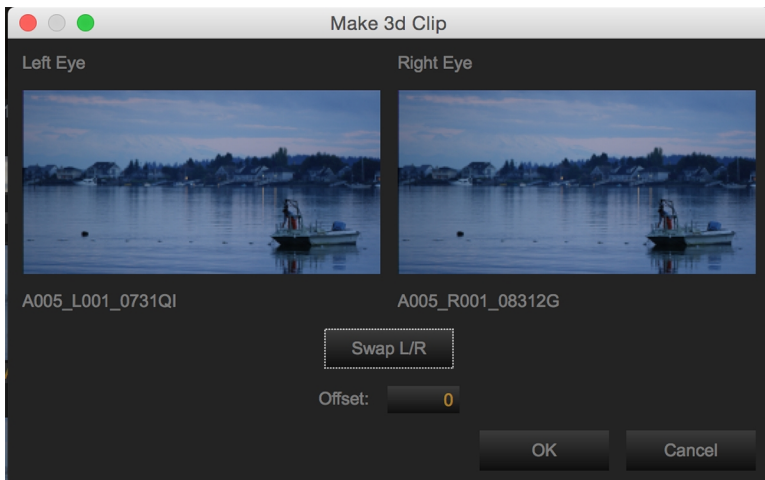 Make 3d Clip
Left Eye
Right Eye
A005_L001_0731QI
A005_R001_08312G
Swap L/R
Offset: 0
OK
Cancel